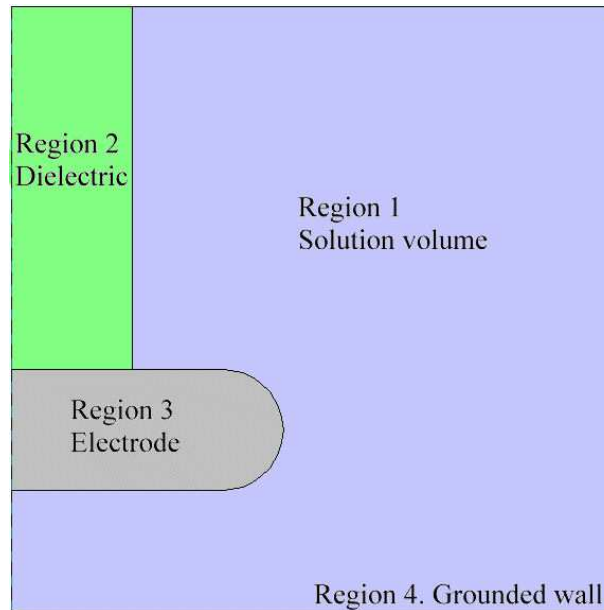 Region 2
Dielectric
Region 1
Solution volume
Region 3
Electrode
Region 4. Grounded wall